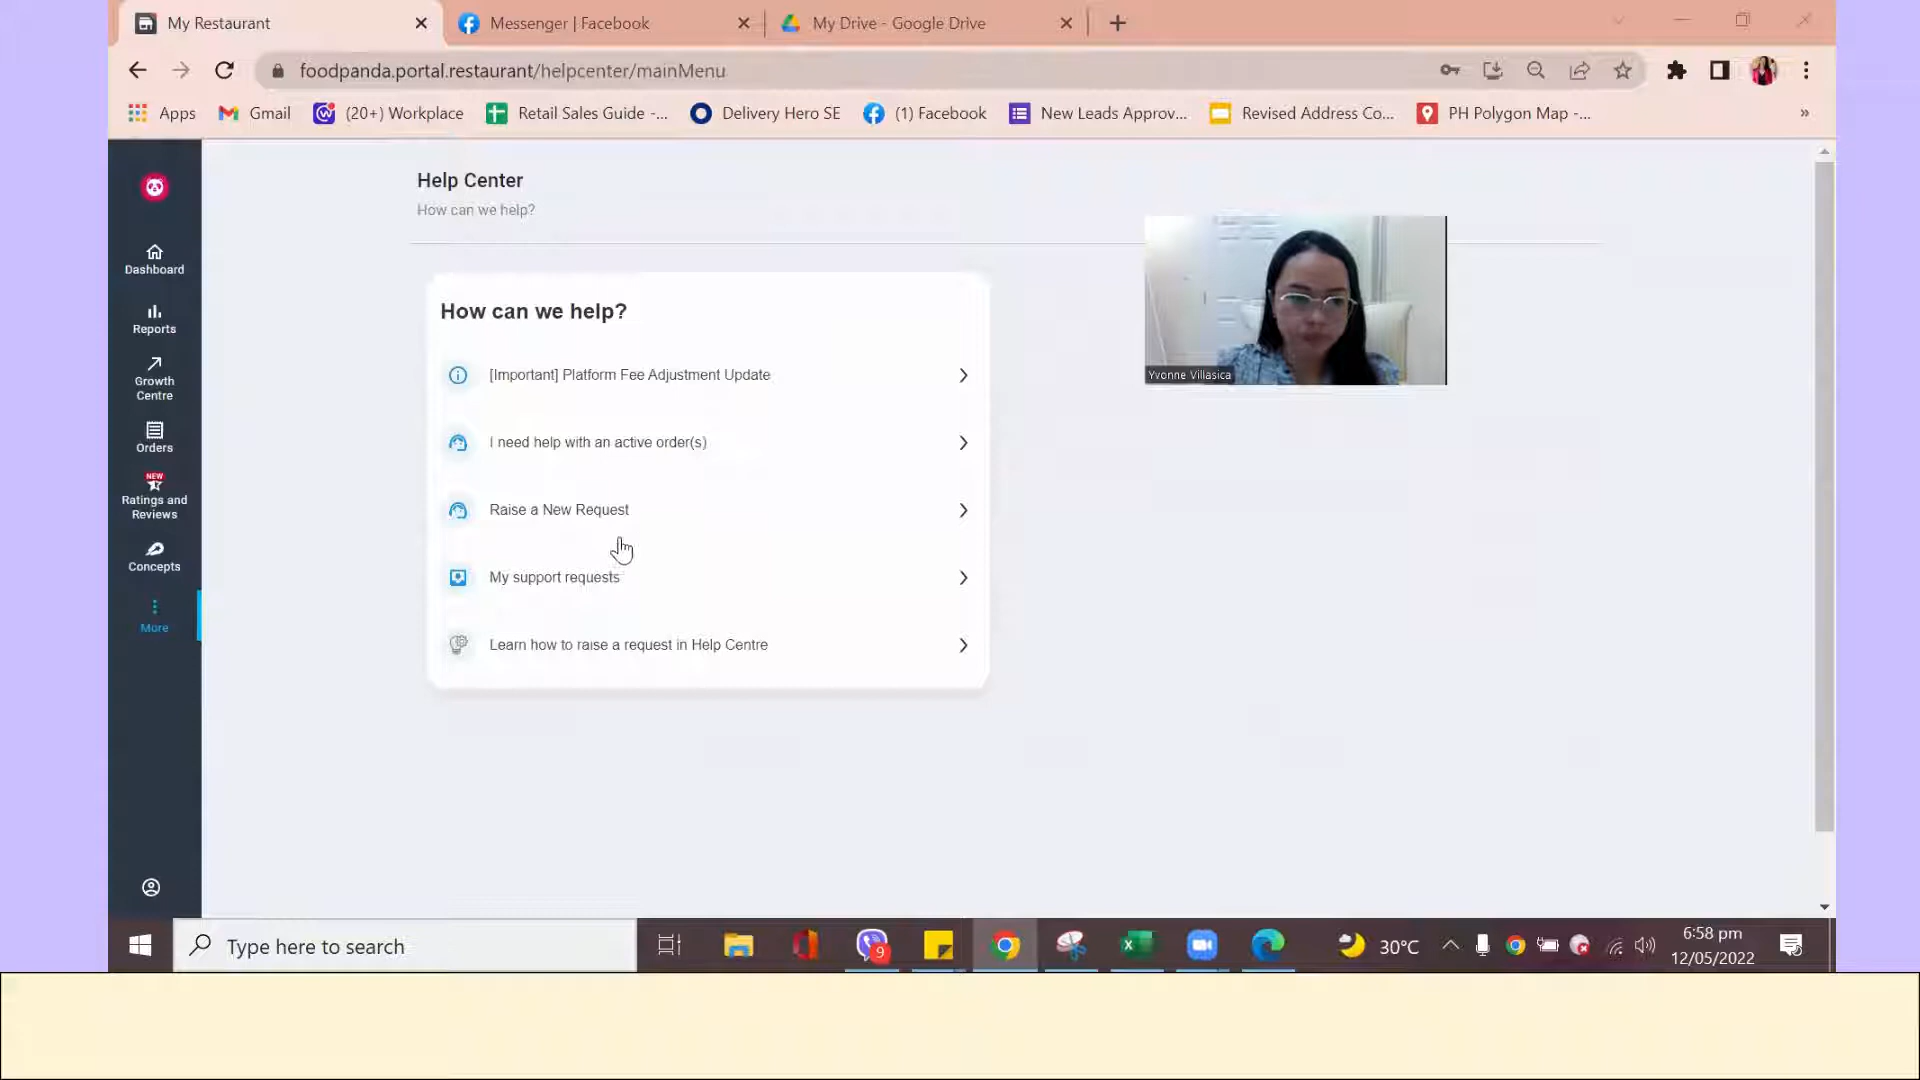 My Restaurant
Messenger | Facebook
My Drive - Google Drive
foodpanda.portal.restaurant/helpcenter/mainMenu
Apps
Gmail
(20+) Workplace
Retail Sales Guide -...
Delivery Hero SE
(1) Facebook
New Leads Approv...
Revised Address Co...
PH Polygon Map -...
»
Help Center
How can we help?
Dashboard
Reports
Growth
Centre
Orders
NEW
Ratings and
Reviews
Concepts
More
How can we help?
[Important] Platform Fee Adjustment Update
I need help with an active order(s)
Raise a New Request
My support requests
Learn how to raise a request in Help Centre
Yvonne Villasica
Type here to search
9
30°C
6:58 pm
12/05/2022